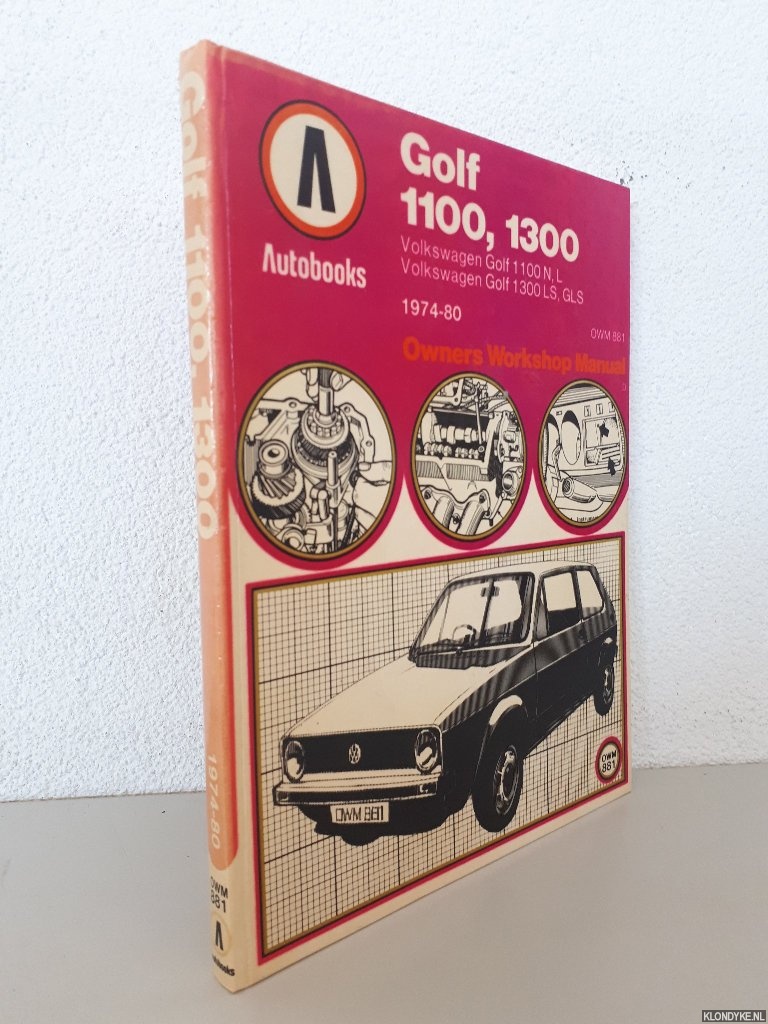 Golf 1100, 1300
1974-80
OWM
881
Autobooks
Autobooks
Golf
1100, 1300
Volkswagen Golf 1100 N, L
Volkswagen Golf 1300 LS, GLS
1974-80
OWM 881
Owners Workshop Manual
OWM 881
OWM
881
KLONDYKE.NL